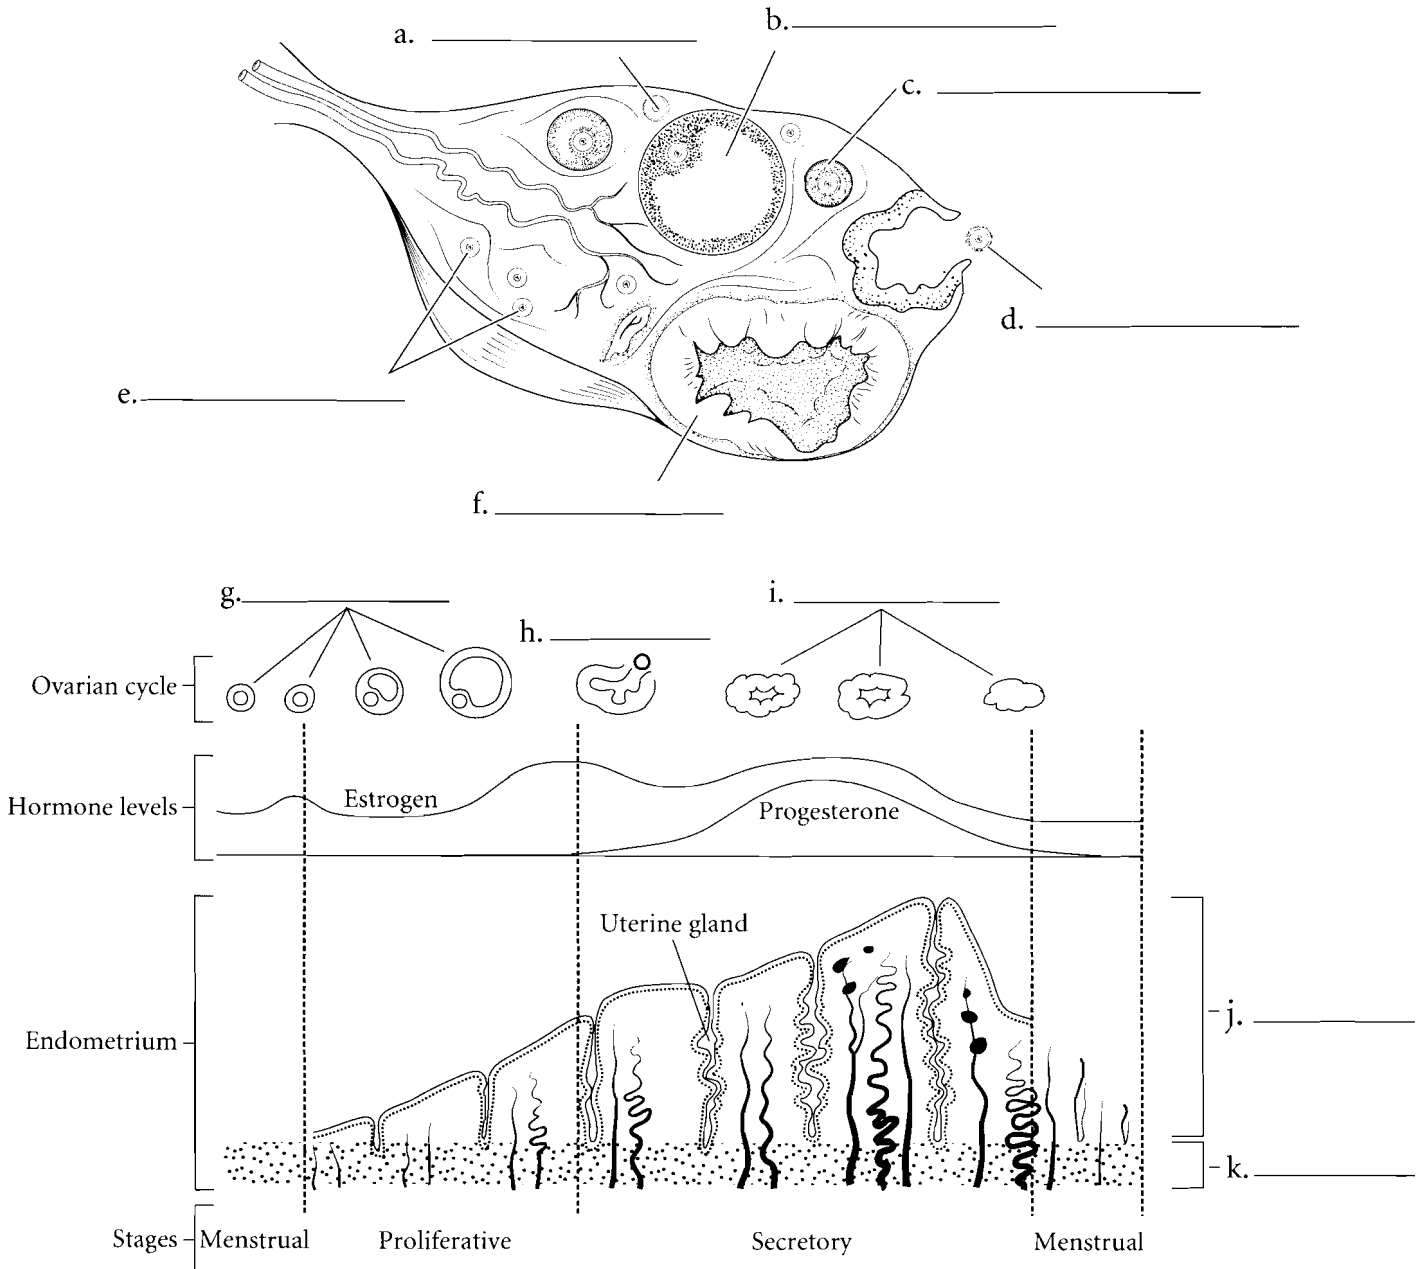 a.
b.
c.
d.
e.
f.
g.
h.
i.
Ovarian cycle
Hormone levels
Estrogen
Progesterone
Uterine gland
Endometrium
j.
k.
Stages
Menstrual
Proliferative
Secretory
Menstrual